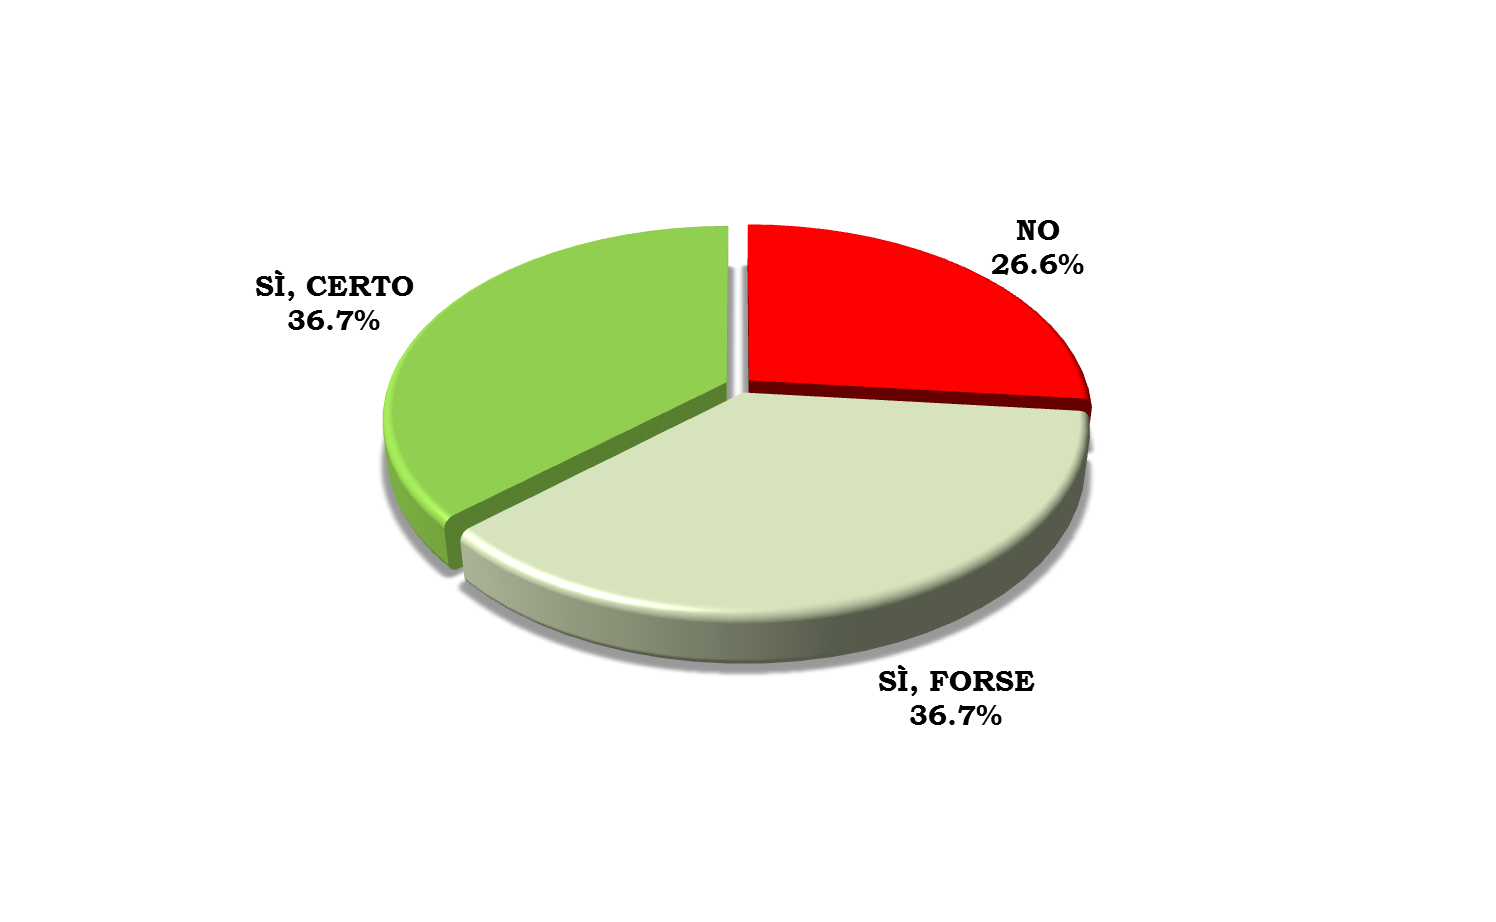 NO
26.6%
SÌ, CERTO
36.7%
SÌ, FORSE
36.7%